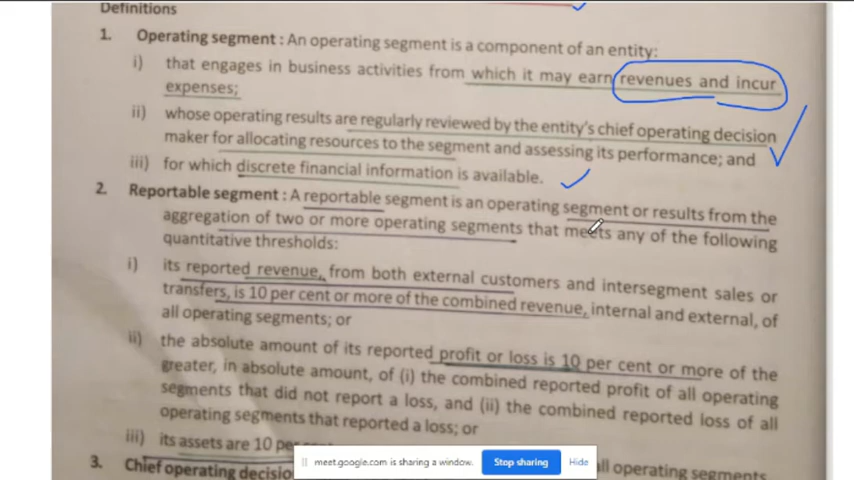 Definitions
1. Operating segment : An operating segment is a component of an entity:
i) that engages in business activities from which it may earn revenues and incur
expenses;
ii) whose operating results are regularly reviewed by the entity's chief operating decision
maker for allocating resources to the segment and assessing its performance; and
iii) for which discrete financial information is available.
2. Reportable segment : A reportable segment is an operating segment or results from the
aggregation of two or more operating segments that meets any of the following
quantitative thresholds:
i) its reported revenue, from both external customers and intersegment sales or
transfers, is 10 per cent or more of the combined revenue, internal and external, of
all operating segments; or
ii) the absolute amount of its reported profit or loss is 10 per cent or more of the
greater, in absolute amount, of (i) the combined reported profit of all operating
segments that did not report a loss, and (ii) the combined reported loss of all
operating segments that reported a loss; or
iii) its assets are 10 all operating segments
meet.google.com is sharing a window. Stop sharing Hide
3. Chief operating